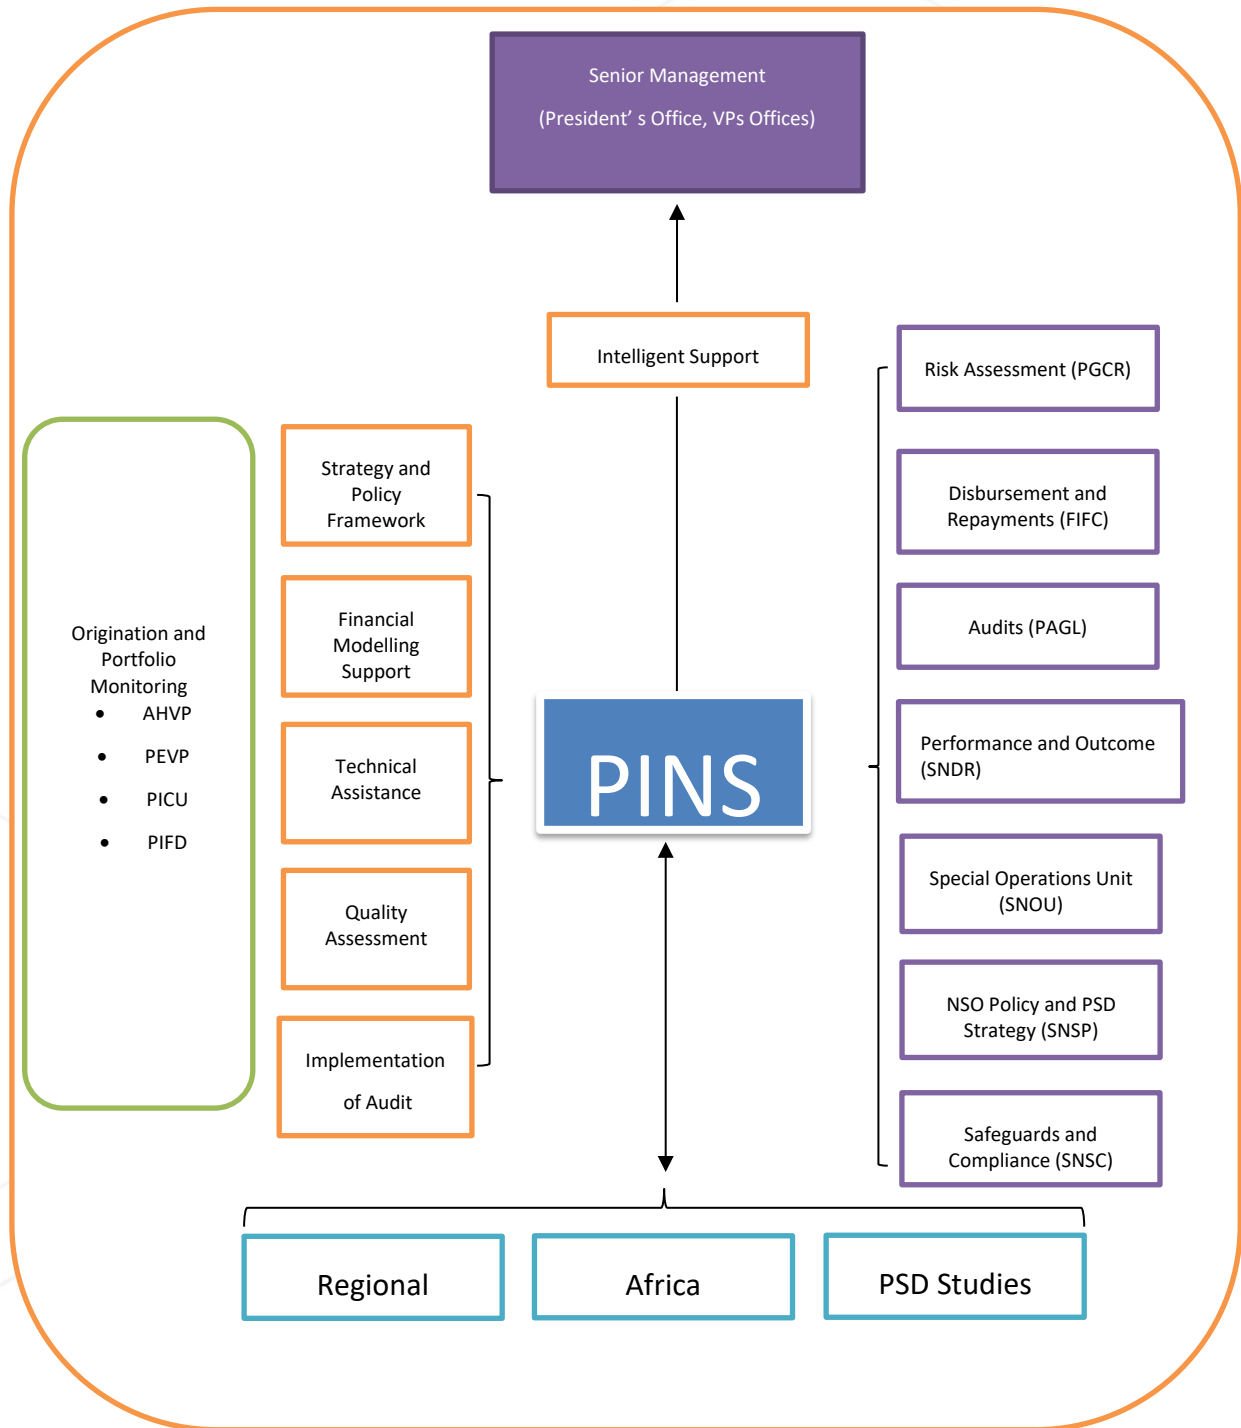 Senior Management
(President’ s Office, VPs Offices)
Intelligent Support
Origination and
Portfolio
Monitoring
• AHVP
• PEVP
• PICU
• PIFD
Strategy and
Policy
Framework
Financial
Modelling
Support
Technical
Assistance
Quality
Assessment
Implementation
of Audit
PINS
Risk Assessment (PGCR)
Disbursement and
Repayments (FIFC)
Audits (PAGL)
Performance and Outcome
(SNDR)
Special Operations Unit
(SNOU)
NSO Policy and PSD
Strategy (SNSP)
Safeguards and
Compliance (SNSC)
Regional
Africa
PSD Studies